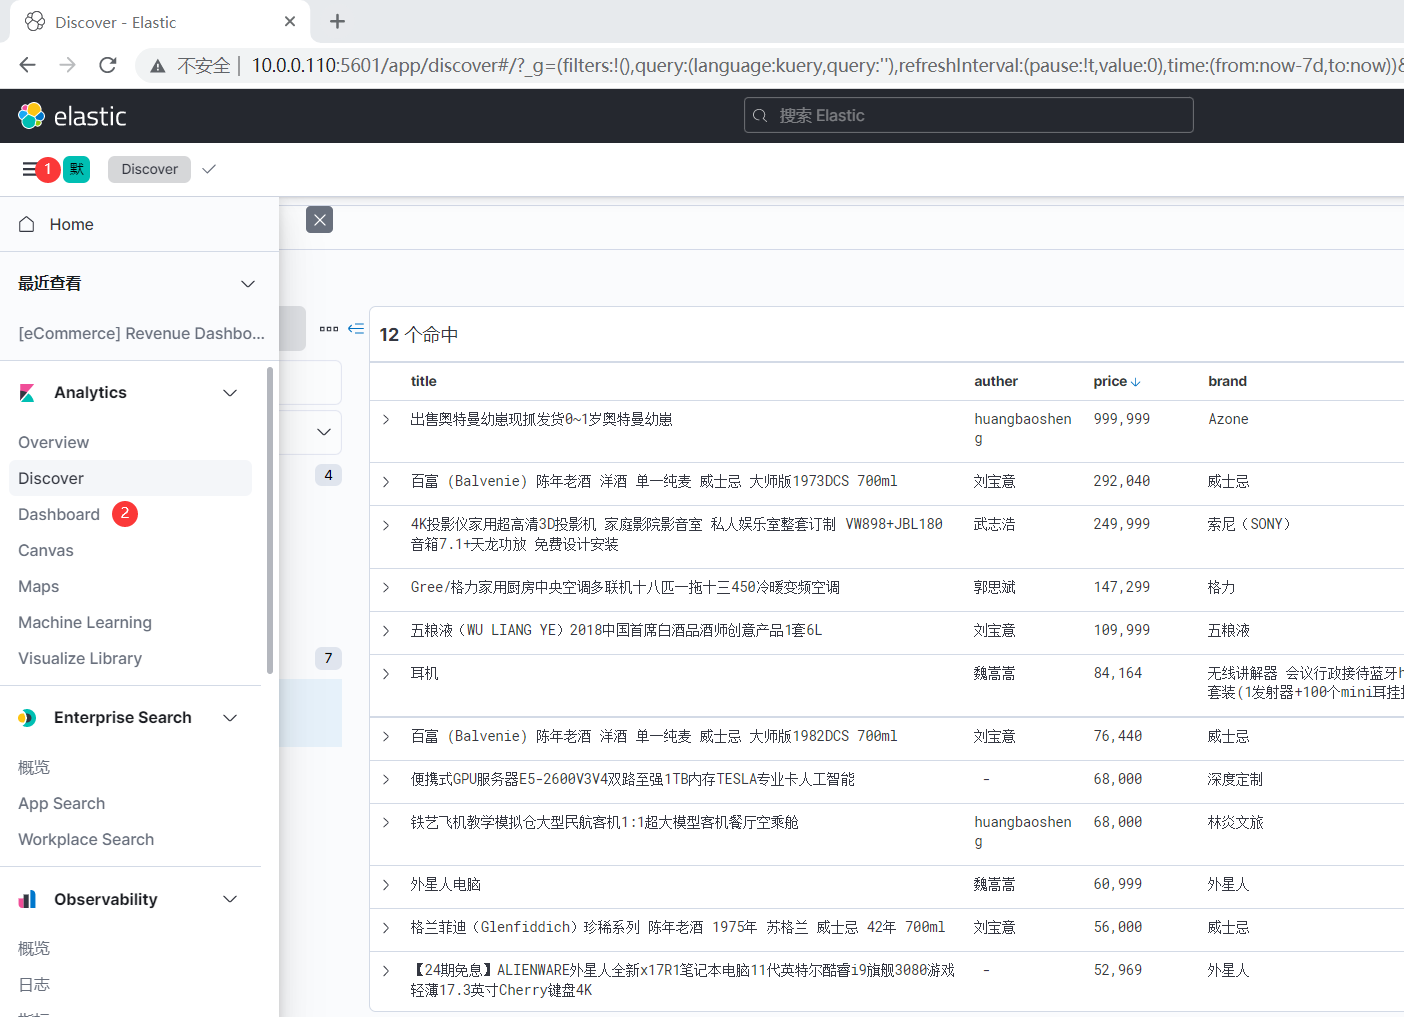 Discover - Elastic
不安全 | 10.0.0.110:5601/app/discover#/?_g=(filters:!(),query:(language:kuery,query:''),refreshInterval:(pause:!t,value:0),time:(from:now-7d,to:now))&
elastic
搜索 Elastic
1 默 Discover
Home
最近查看
[eCommerce] Revenue Dashbo...
Analytics
Overview
Discover
Dashboard 2
Canvas
Maps
Machine Learning
Visualize Library
Enterprise Search
概览
App Search
Workplace Search
Observability
概览
日志
4
7
12 个命中
title auther price brand
出售奥特曼幼崽现抓发货0~1岁奥特曼幼崽 huangbaosheng 999,999 Azone
百富 (Balvenie) 陈年老酒 洋酒 单一纯麦 威士忌 大师版1973DCS 700ml 刘宝意 292,040 威士忌
4K投影仪家用超高清3D投影机 家庭影院影音室 私人娱乐室整套订制 VW898+JBL180 武志浩 249,999 索尼（SONY）
音箱7.1+天龙功放 免费设计安装
Gree/格力家用厨房中央空调多联机十八匹一拖十三450冷暖变频空调 郭思斌 147,299 格力
五粮液（WU LIANG YE）2018中国首席白酒品酒师创意产品1套6L 刘宝意 109,999 五粮液
耳机 魏嵩嵩 84,164 无线讲解器 会议行政接待蓝牙
套装(1发射器+100个mini耳挂
百富 (Balvenie) 陈年老酒 洋酒 单一纯麦 威士忌 大师版1982DCS 700ml 刘宝意 76,440 威士忌
便携式GPU服务器E5-2600V3V4双路至强1TB内存TESLA专业卡人工智能 - 68,000 深度定制
铁艺飞机教学模拟仓大型民航客机1:1超大模型客机餐厅空乘舱 huangbaosheng 68,000 林炎文旅
外星人电脑 魏嵩嵩 60,999 外星人
格兰菲迪（Glenfiddich）珍稀系列 陈年老酒 1975年 苏格兰 威士忌 42年 700ml 刘宝意 56,000 威士忌
【24期免息】ALIENWARE外星人全新x17R1笔记本电脑11代英特尔酷睿i9旗舰3080游戏 - 52,969 外星人
轻薄17.3英寸Cherry键盘4K